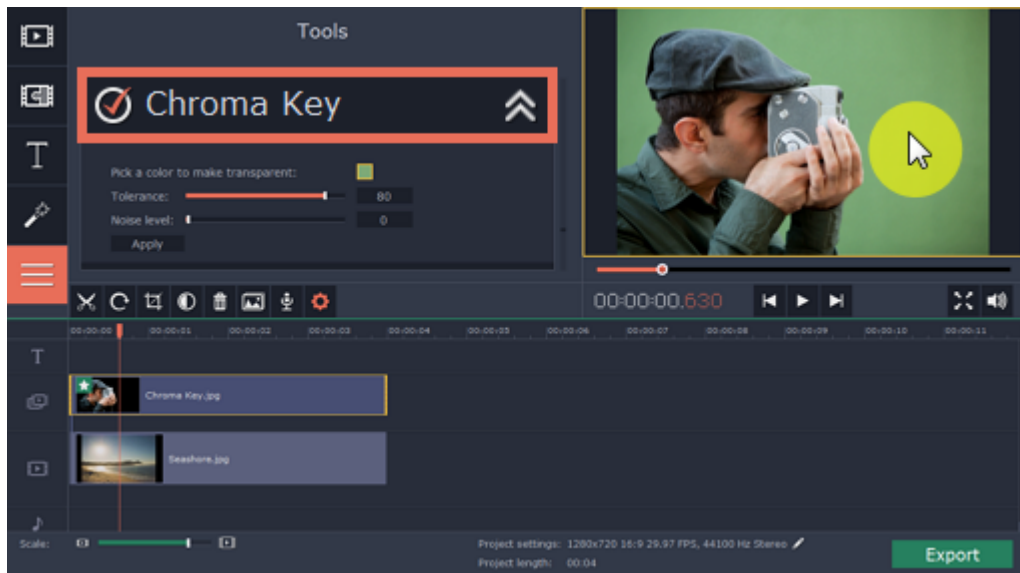 Tools
Chroma Key
Pick a color to make transparent:
Tolerance: 80
Noise level: 0
Apply
00:00:00.630
00:00:00 00:00:01 00:00:02 00:00:03 00:00:04 00:00:05 00:00:06 00:00:07 00:00:08 00:00:09 00:00:10 00:00:11
T
Chroma Key.jpg
Seashore.jpg
Scale:
Project settings: 1280x720 16:9 29.97 FPS, 44100 Hz Stereo
Project length: 00:04
Export